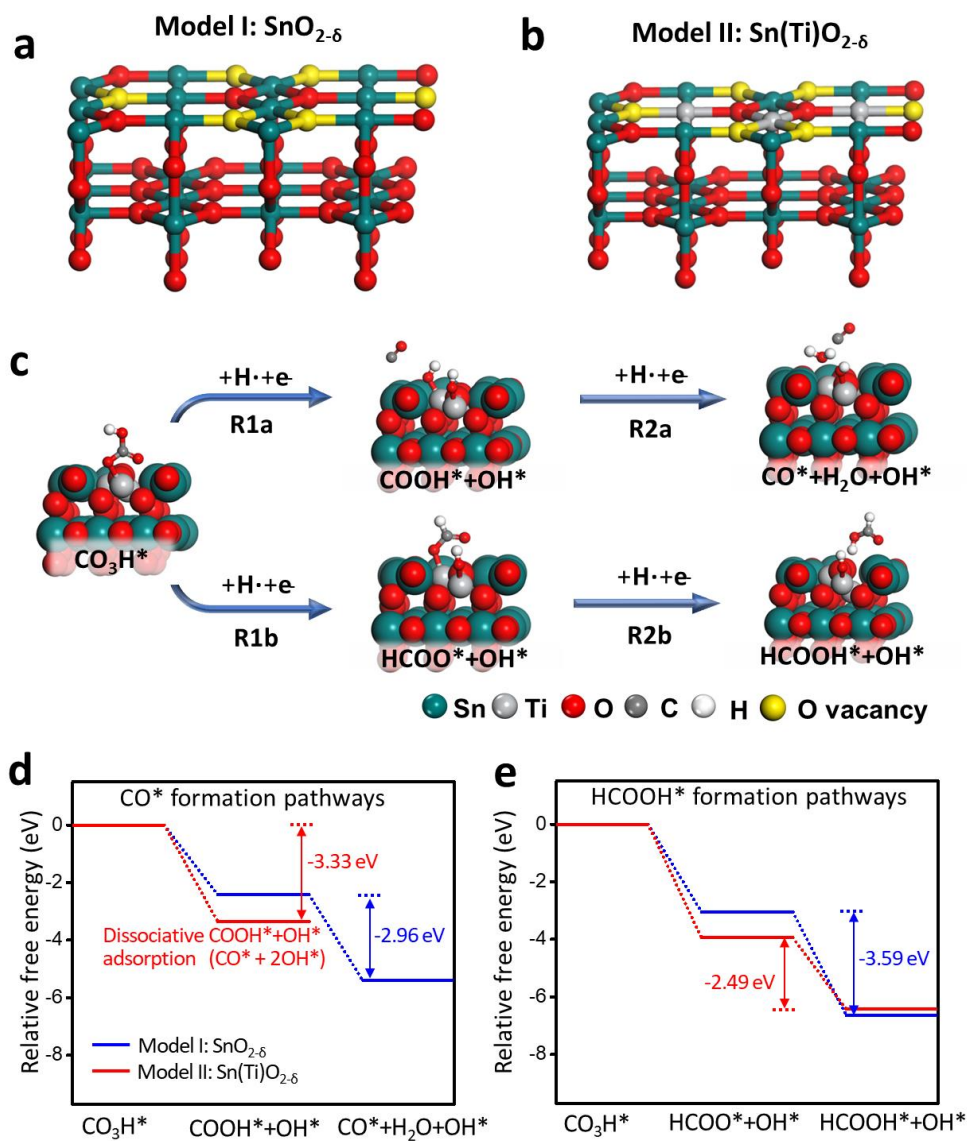 a
Model I: SnO2-δ
b
Model II: Sn(Ti)O2-δ
c
+H·+e-
R1a
+H·+e-
R2a
COOH*+OH*
CO*+H2O+OH*
CO3H*
+H·+e-
R1b
+H·+e-
R2b
HCOO*+OH*
HCOOH*+OH*
Sn Ti O C H O vacancy
d
CO* formation pathways
Relative free energy (eV)
0
-2
-4
-6
-8
-3.33 eV
-2.96 eV
Dissociative COOH*+OH*
adsorption (CO* + 2OH*)
Model I: SnO2-δ
Model II: Sn(Ti)O2-δ
CO3H* COOH*+OH* CO*+H2O+OH*
e
HCOOH* formation pathways
Relative free energy (eV)
0
-2
-4
-6
-8
-3.59 eV
-2.49 eV
CO3H* HCOO*+OH* HCOOH*+OH*